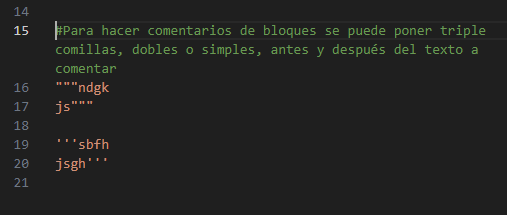 14
15 #Para hacer comentarios de bloques se puede poner triple
comillas, dobles o simples, antes y después del texto a
comentar
16 """ndgk
17 js"""
18
19 '''sbfh
20 jsgh'''
21